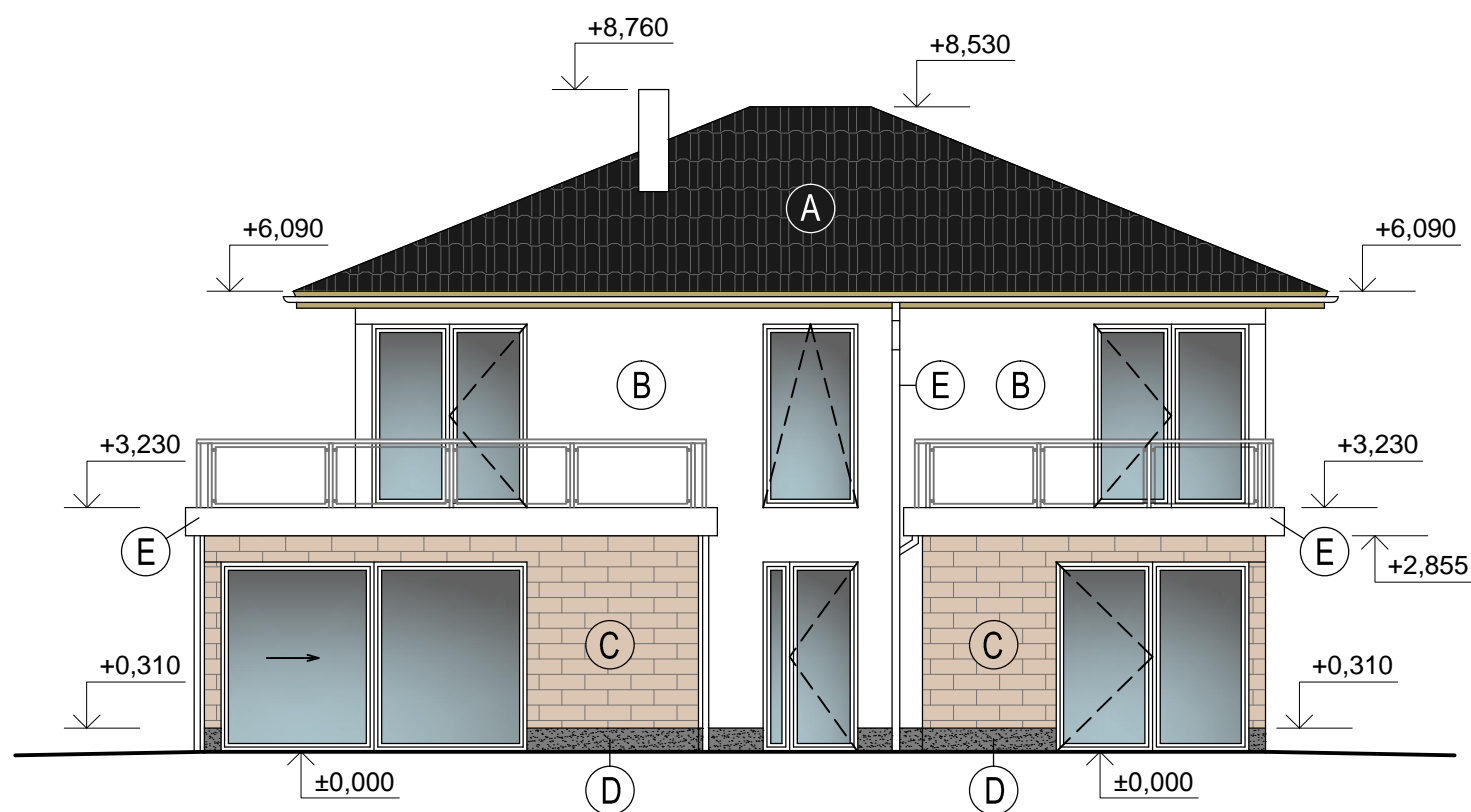 +8,760
+8,530
A
+6,090
+6,090
B
E
B
+3,230
+3,230
E
E
+2,855
C
C
+0,310
+0,310
±0,000
D
D
±0,000